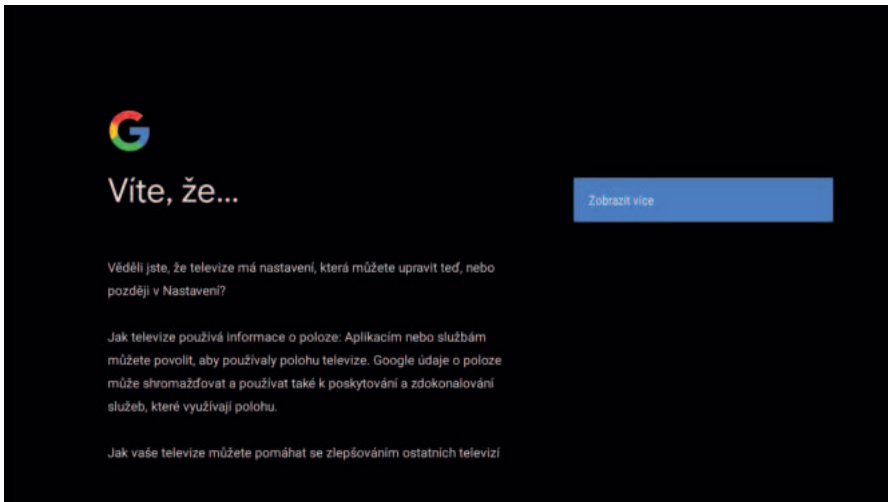 Víte, že...
Zobrazit více
Věděli jste, že televize má nastavení, která můžete upravit teď, nebo
později v Nastavení?
Jak televize používá informace o poloze: Aplikacím nebo službám
můžete povolit, aby používaly polohu televize. Google údaje o poloze
může shromažďovat a používat také k poskytování a zdokonalování
služeb, které využívají polohu.
Jak vaše televize můžete pomáhat se zlepšováním ostatních televizí